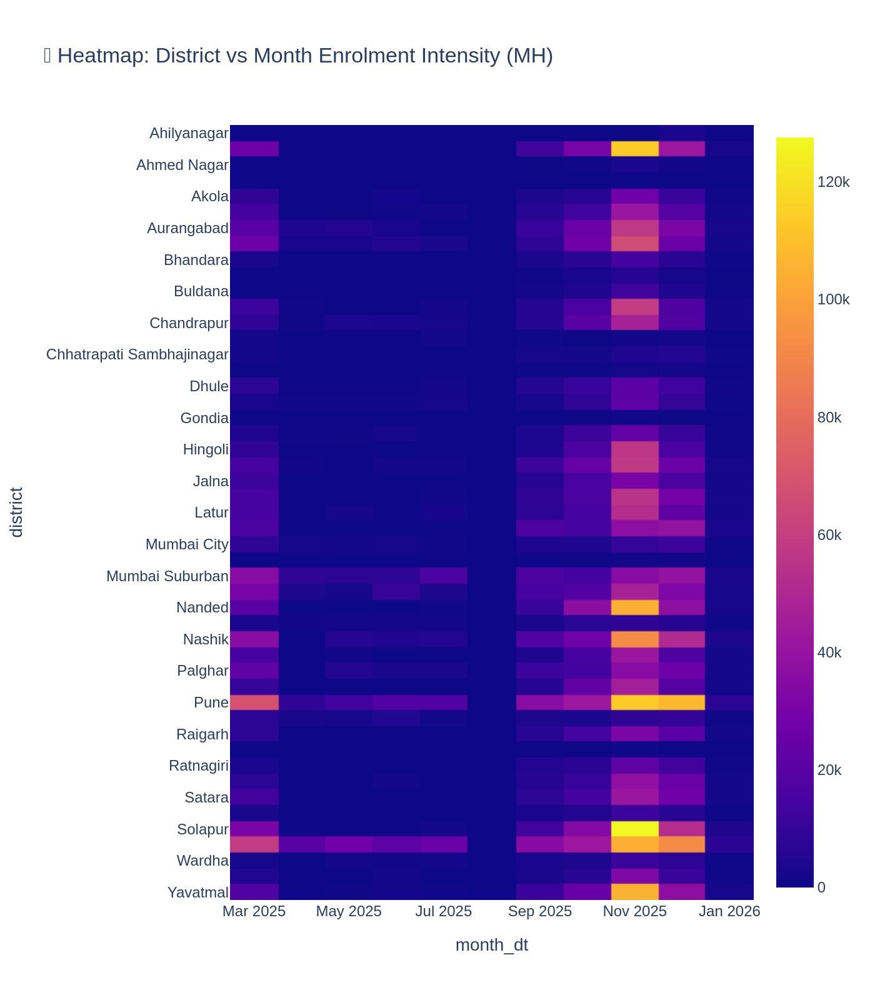 Heatmap: District vs Month Enrolment Intensity (MH)
Ahilyanagar
Ahmed Nagar
Akola
Aurangabad
Bhandara
Buldana
Chandrapur
Chhatrapati Sambhajinagar
Dhule
Gondia
Hingoli
Jalna
Latur
Mumbai City
Mumbai Suburban
Nanded
Nashik
Palghar
Pune
Raigarh
Ratnagiri
Satara
Solapur
Wardha
Yavatmal
district
Mar 2025 May 2025 Jul 2025 Sep 2025 Nov 2025 Jan 2026
month_dt
120k
100k
80k
60k
40k
20k
0